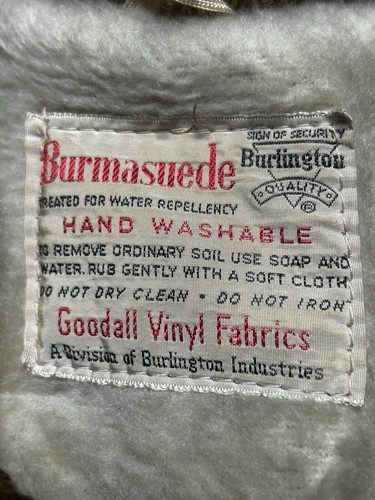 SIGN OF SECURITY
Burlington
QUALITY
®
Burmasuede
TREATED FOR WATER REPELLENCY
HAND WASHABLE
TO REMOVE ORDINARY SOIL USE SOAP AND
WATER. RUB GENTLY WITH A SOFT CLOTH
DO NOT DRY CLEAN • DO NOT IRON
Goodall Vinyl Fabrics
A Division of Burlington Industries